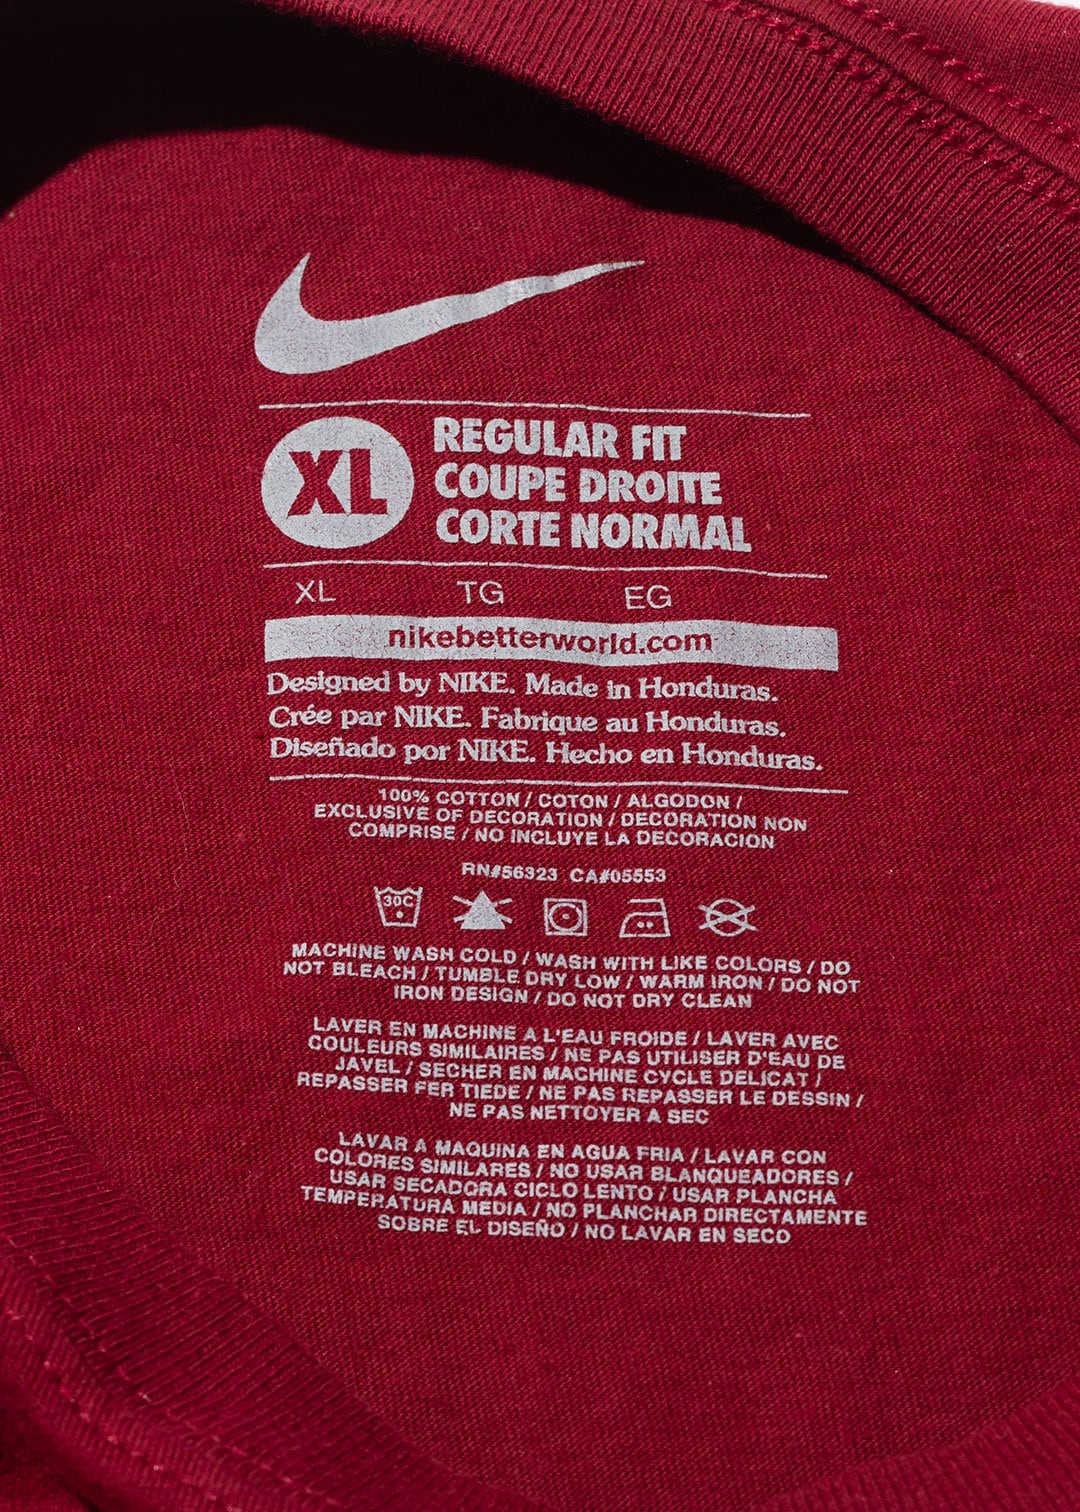 XL
REGULAR FIT
COUPE DROITE
CORTE NORMAL
XL TG EG
nikebetterworld.com
Designed by NIKE. Made in Honduras.
Crée par NIKE. Fabrique au Honduras.
Diseñado por NIKE. Hecho en Honduras.
100% COTTON / COTON / ALGODON /
EXCLUSIVE OF DECORATION / DECORATION NON
COMPRISE / NO INCLUYE LA DECORACION
RN#56323 CA#05553
30C
MACHINE WASH COLD / WASH WITH LIKE COLORS / DO
NOT BLEACH / TUMBLE DRY LOW / WARM IRON / DO NOT
IRON DESIGN / DO NOT DRY CLEAN
LAVER EN MACHINE A L'EAU FROIDE / LAVER AVEC
COULEURS SIMILAIRES / NE PAS UTILISER D'EAU DE
JAVEL / SECHER EN MACHINE CYCLE DELICAT /
REPASSER FER TIEDE / NE PAS REPASSER LE DESSIN /
NE PAS NETTOYER A SEC
LAVAR A MAQUINA EN AGUA FRIA / LAVAR CON
COLORES SIMILARES / NO USAR BLANQUEADORES /
USAR SECADORA CICLO LENTO / USAR PLANCHA
TEMPERATURA MEDIA / NO PLANCHAR DIRECTAMENTE
SOBRE EL DISEÑO / NO LAVAR EN SECO